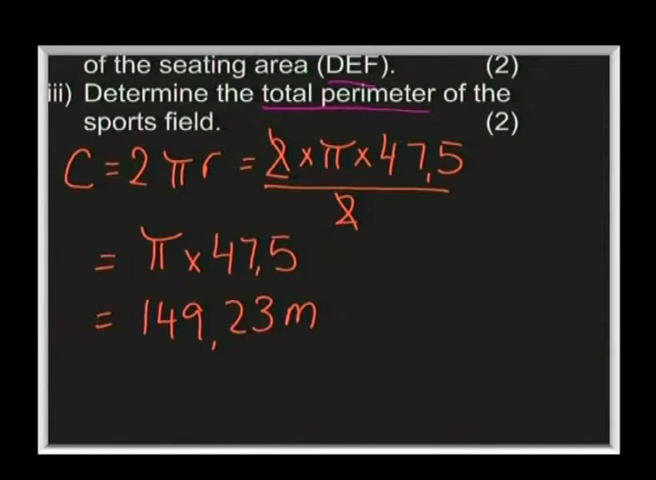 of the seating area (DEF). (2)
iii) Determine the total perimeter of the
sports field. (2)
C = 2πr = 2 × π × 47,5
2
= π × 47,5
= 149,23 m